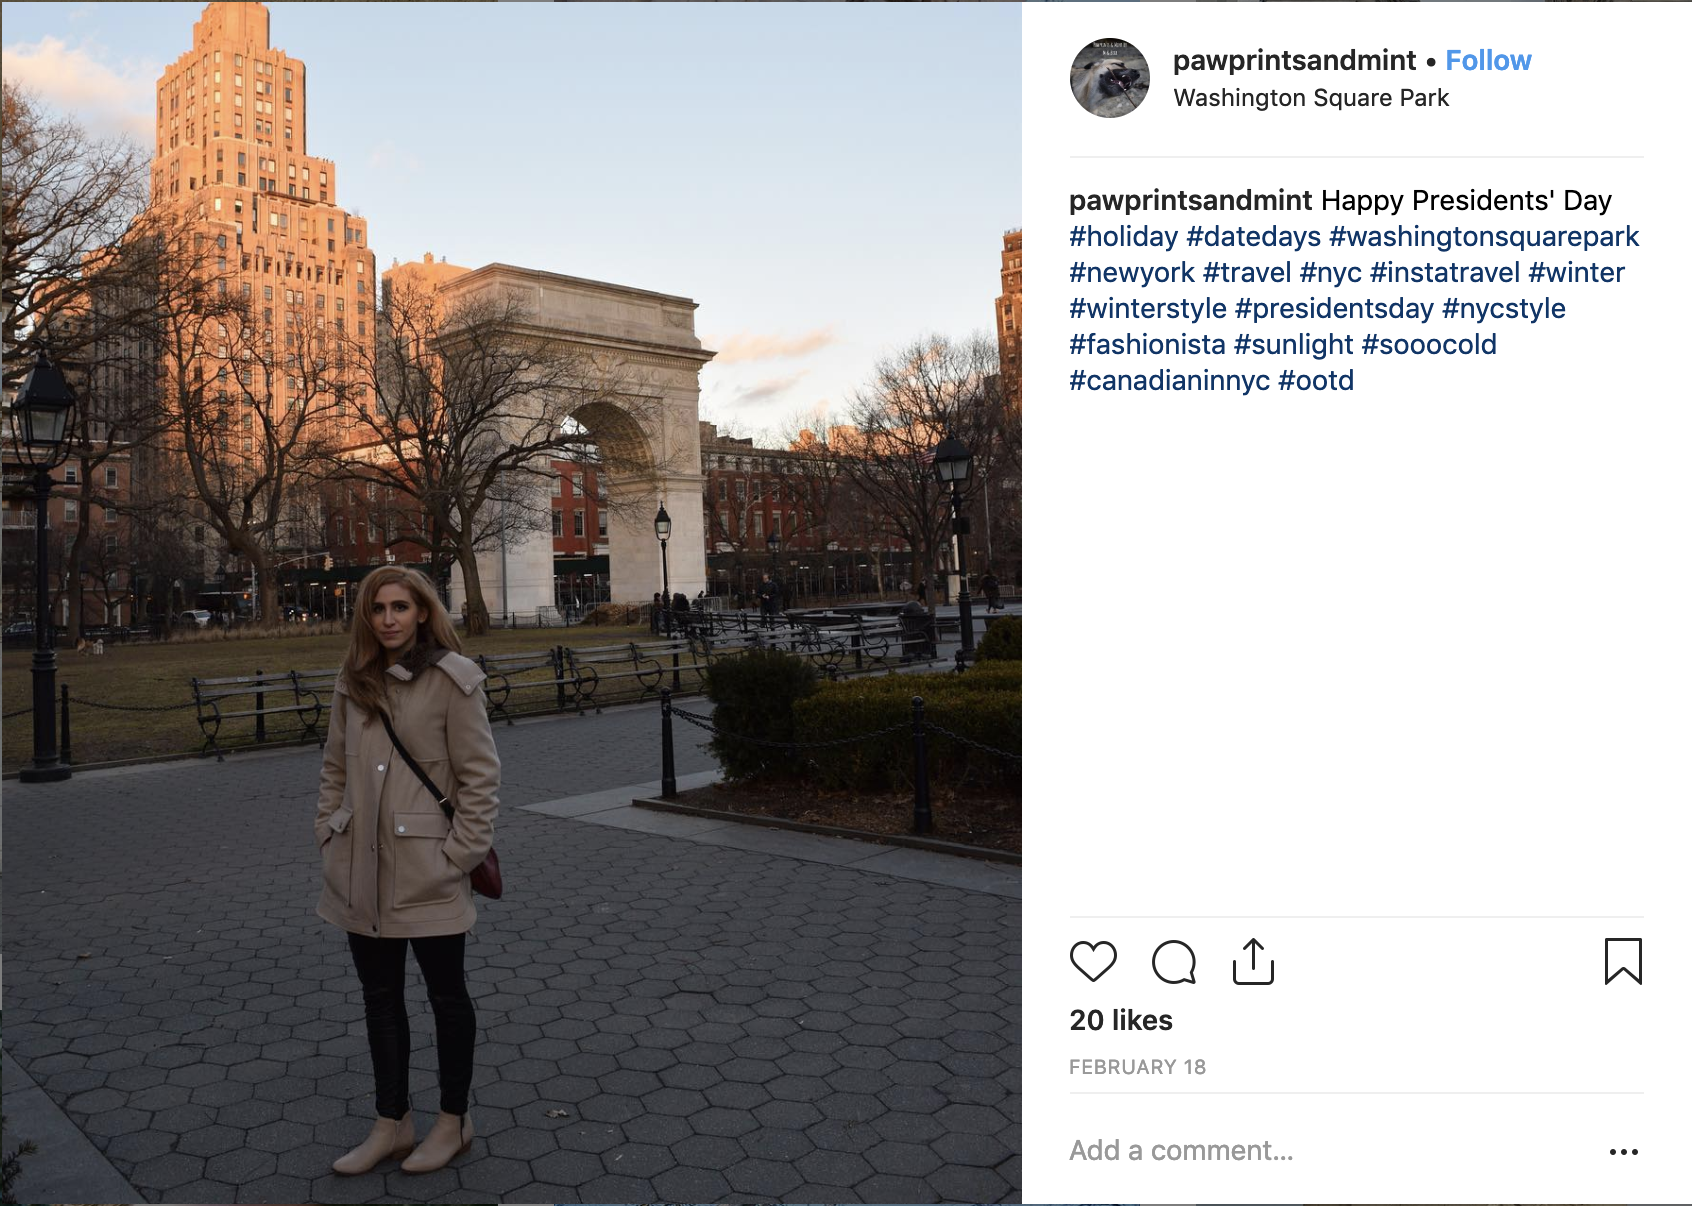 pawprintsandmint • Follow
Washington Square Park
pawprintsandmint Happy Presidents' Day
#holiday #datedays #washingtonsquarepark
#newyork #travel #nyc #instatravel #winter
#winterstyle #presidentsday #nycstyle
#fashionista #sunlight #sooocold
#canadianinnyc #ootd
20 likes
FEBRUARY 18
Add a comment...